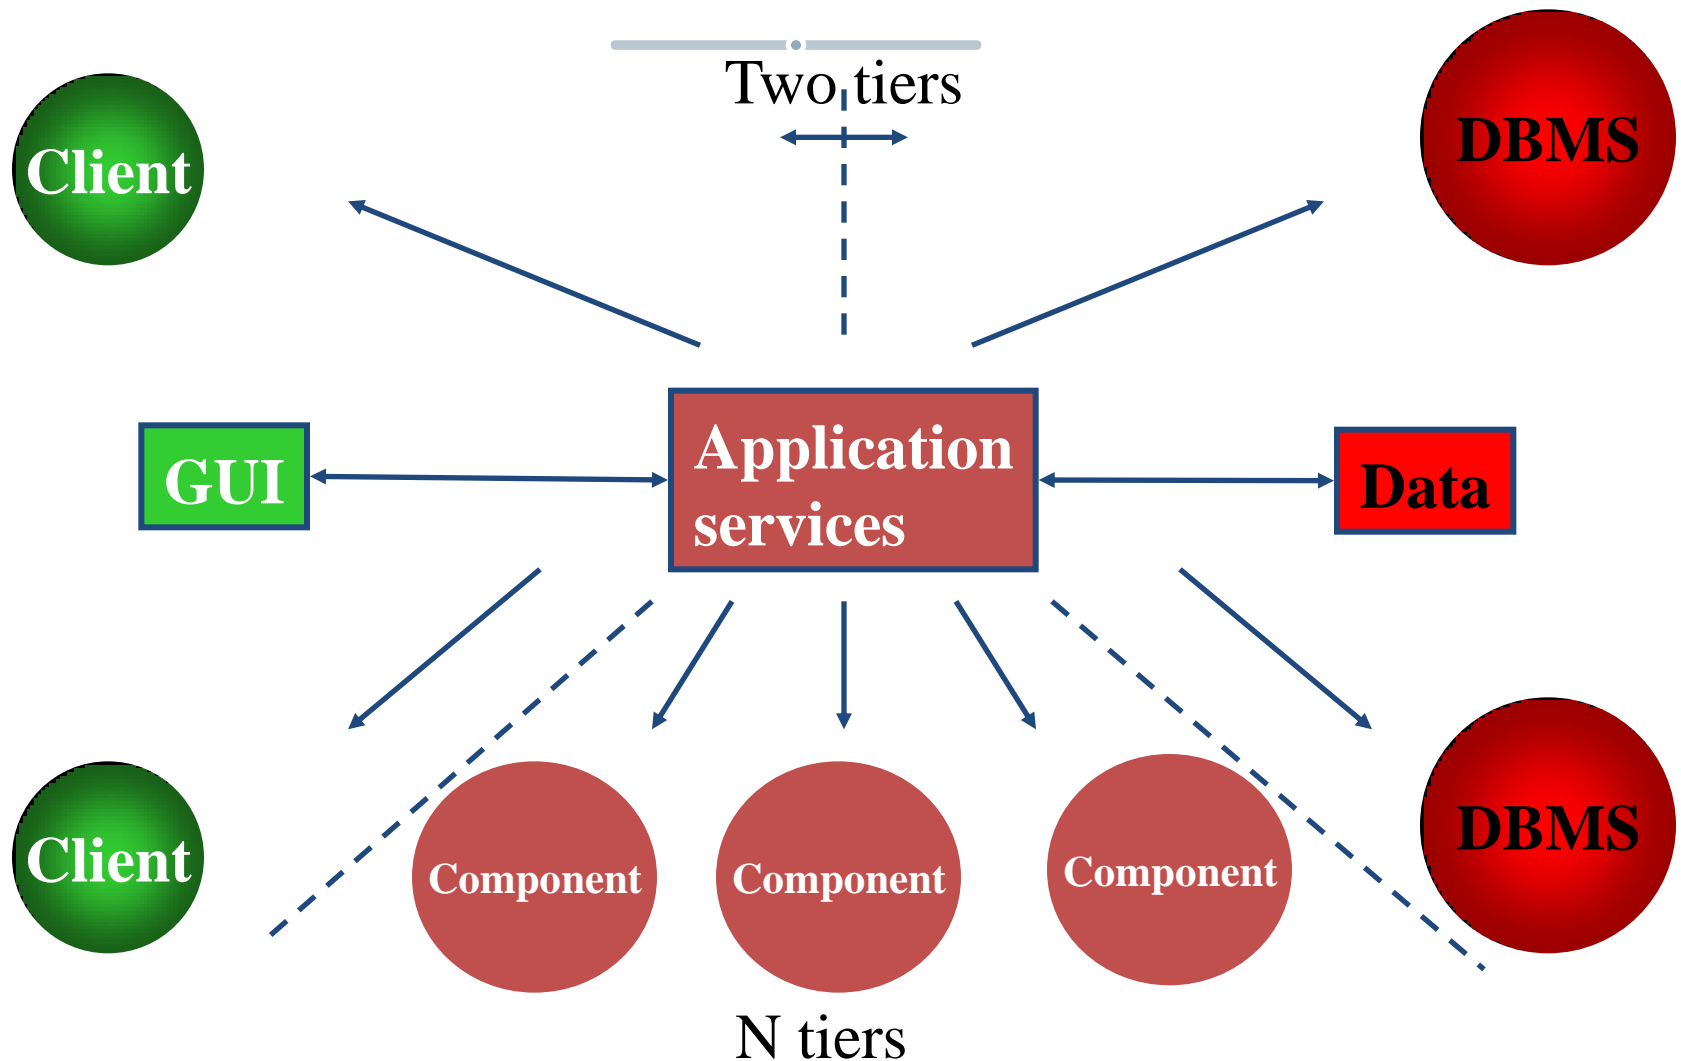 Two tiers
Client
DBMS
GUI
Application
services
Data
Client
Component
Component
Component
DBMS
N tiers